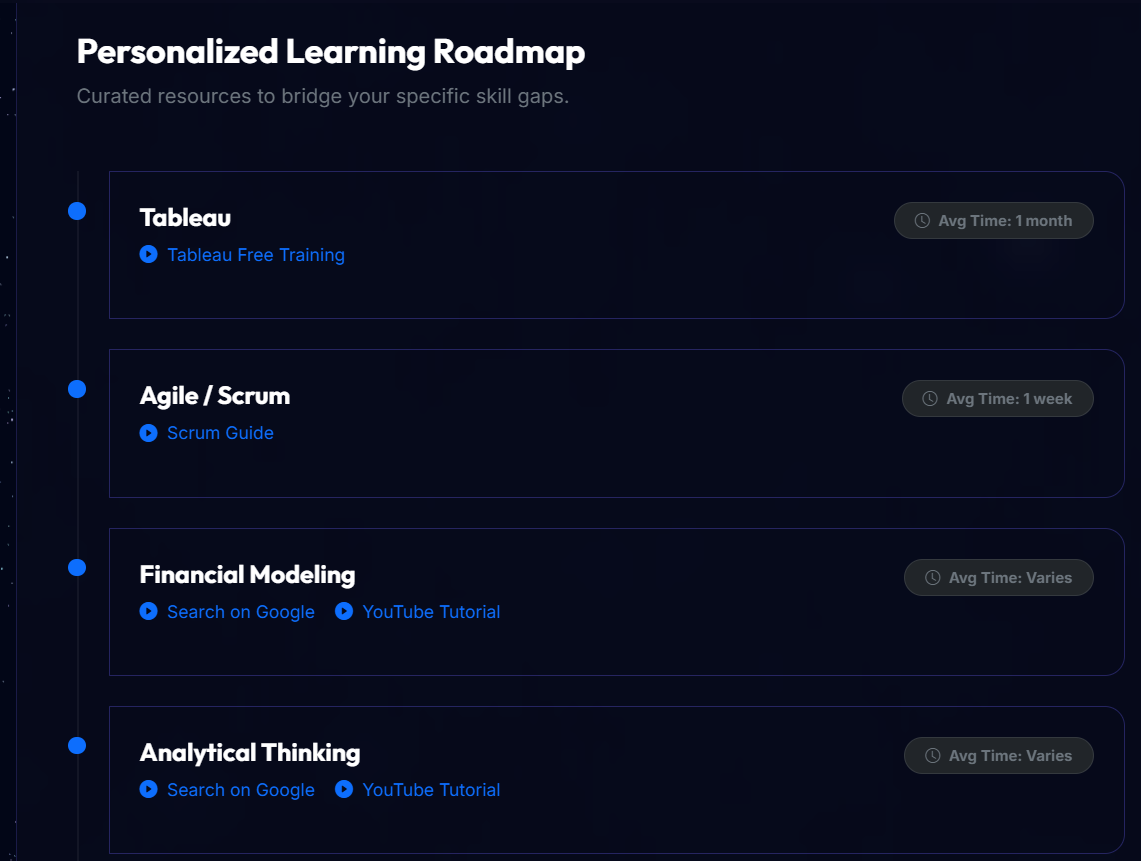 Personalized Learning Roadmap
Curated resources to bridge your specific skill gaps.
Tableau
Avg Time: 1 month
Tableau Free Training
Agile / Scrum
Avg Time: 1 week
Scrum Guide
Financial Modeling
Avg Time: Varies
Search on Google YouTube Tutorial
Analytical Thinking
Avg Time: Varies
Search on Google YouTube Tutorial